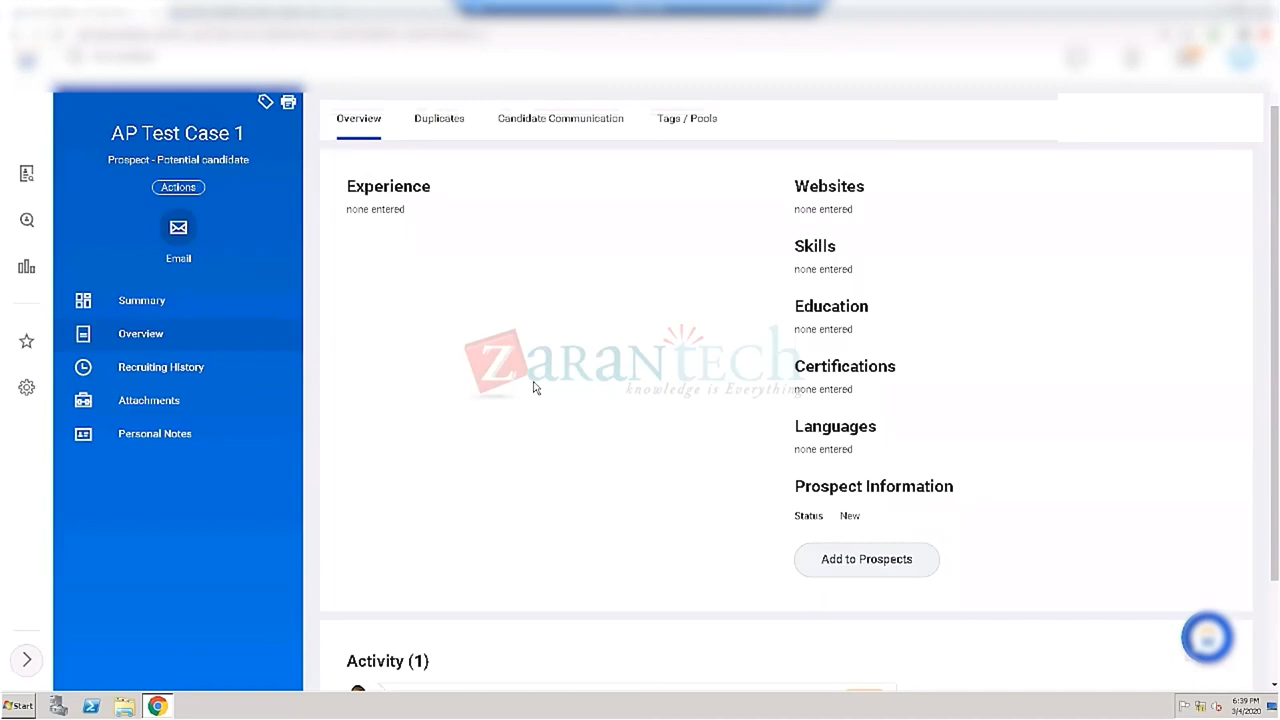 AP Test Case 1
Prospect - Potential candidate
Actions
Email
Summary
Overview
Recruiting History
Attachments
Personal Notes
Overview
Duplicates
Candidate Communication
Tags / Pools
Experience
none entered
Websites
none entered
Skills
none entered
Education
none entered
Certifications
none entered
Languages
none entered
Prospect Information
Status New
Add to Prospects
ZaranTech
knowledge is Everything
Activity (1)
Start
6:39 PM
3/4/2020